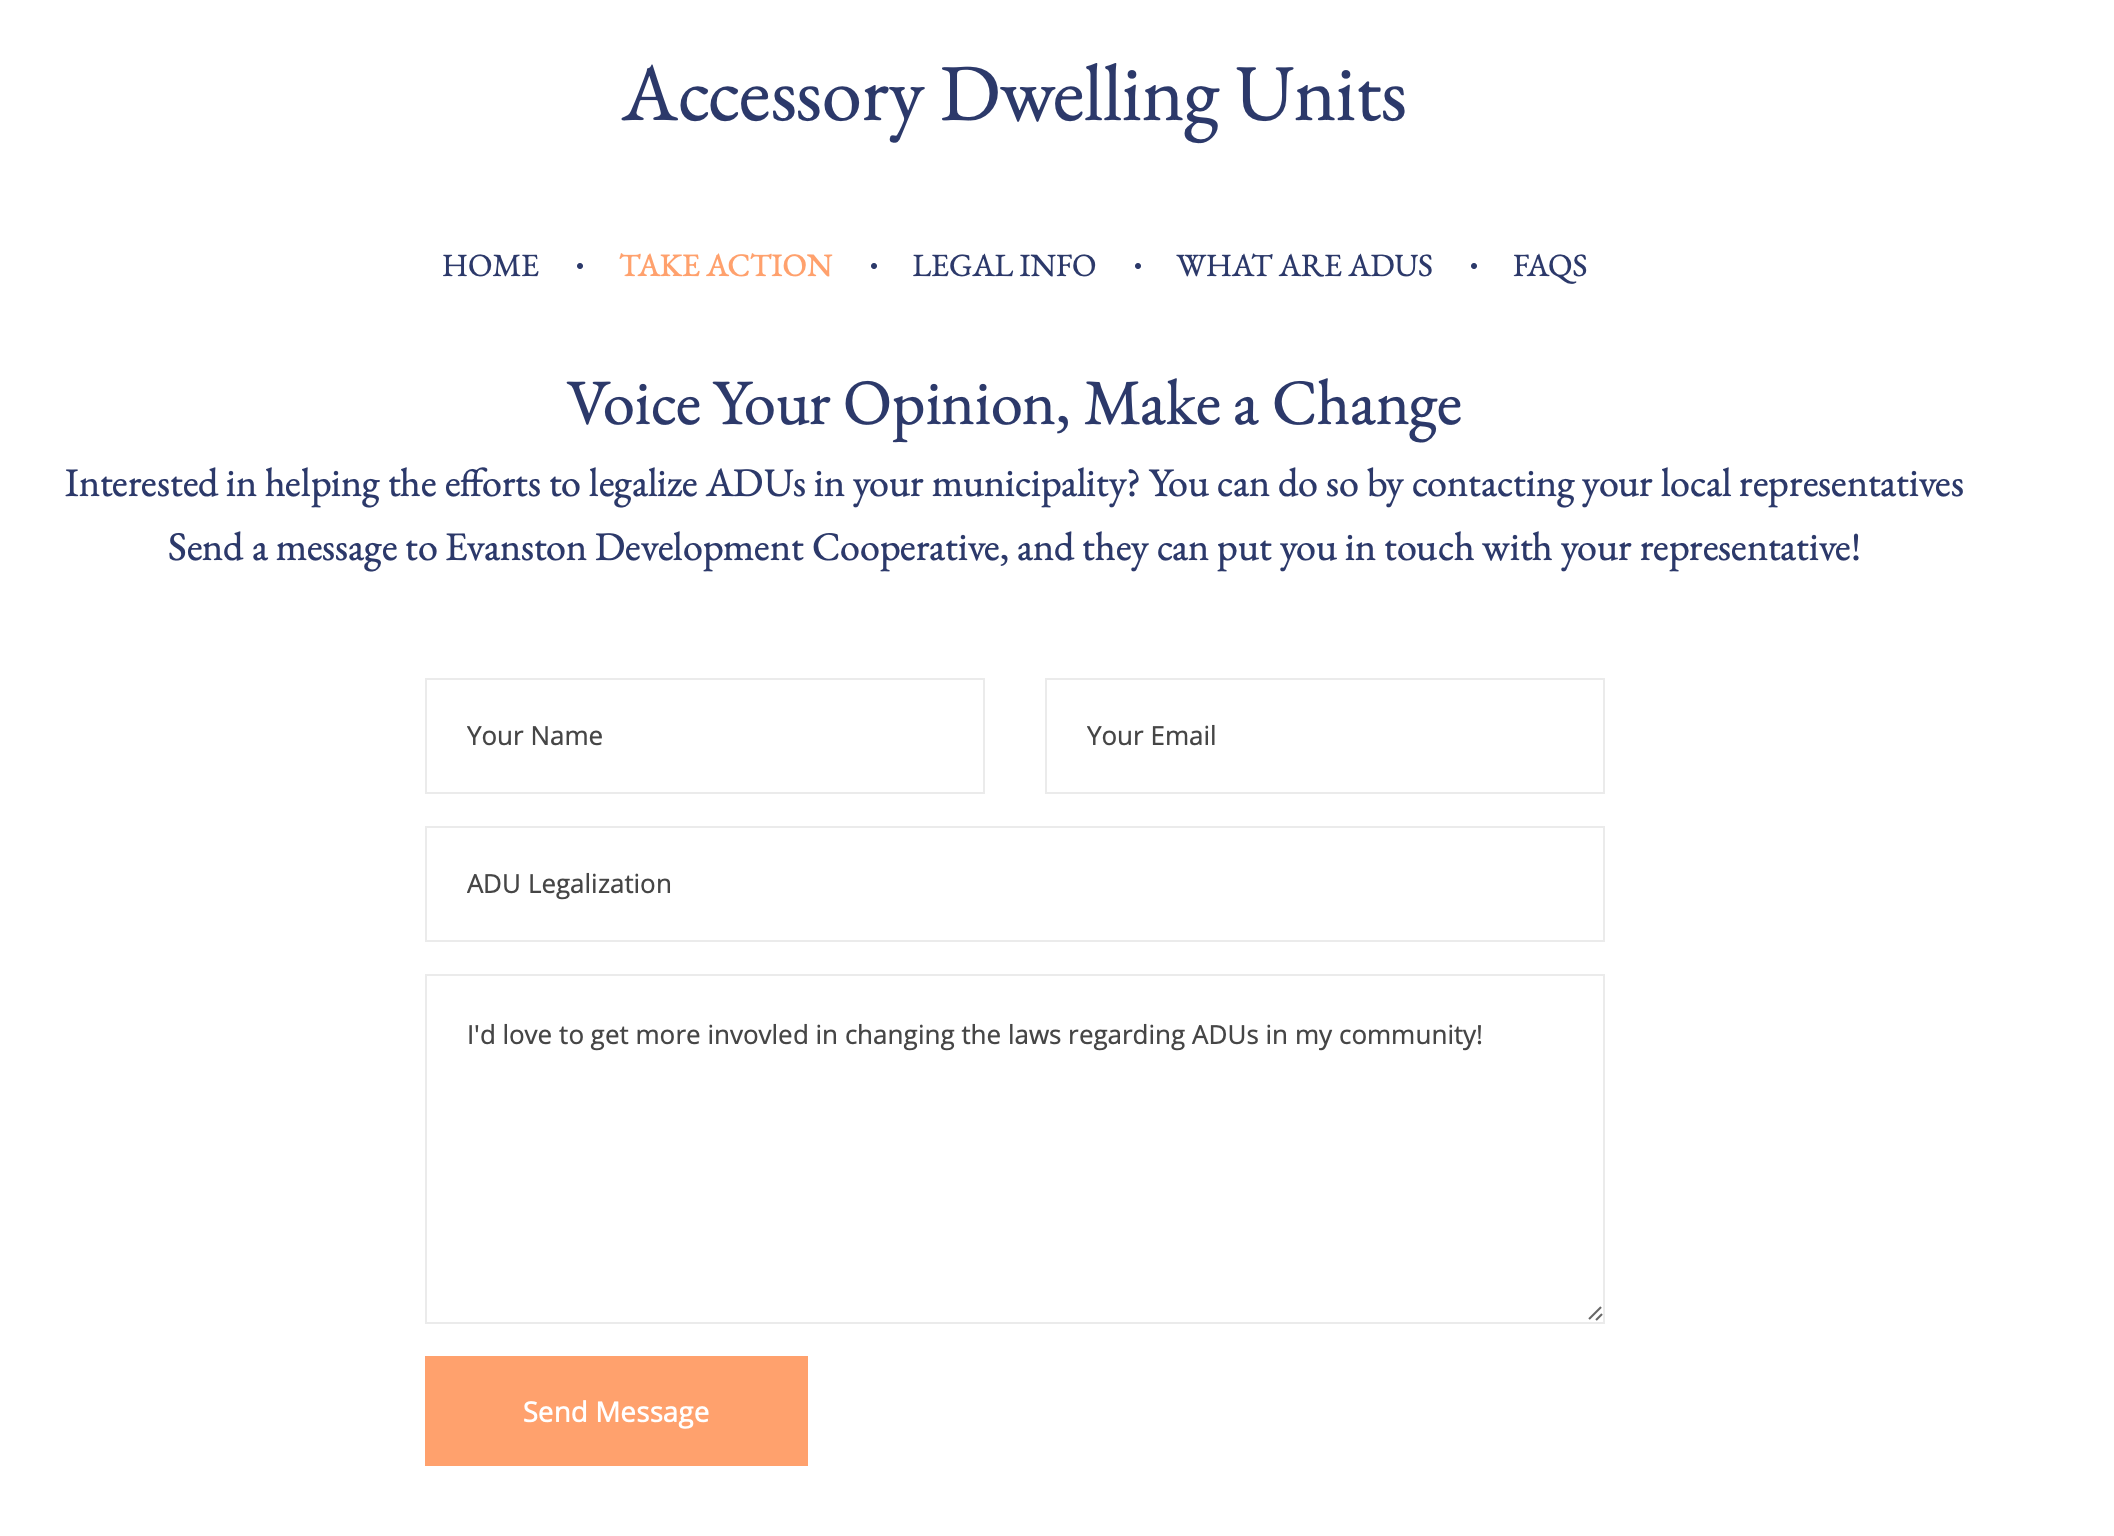 Accessory Dwelling Units
HOME • TAKE ACTION • LEGAL INFO • WHAT ARE ADUS • FAQS
Voice Your Opinion, Make a Change
Interested in helping the efforts to legalize ADUs in your municipality? You can do so by contacting your local representatives
Send a message to Evanston Development Cooperative, and they can put you in touch with your representative!
Your Name
Your Email
ADU Legalization
I'd love to get more invovled in changing the laws regarding ADUs in my community!
Send Message